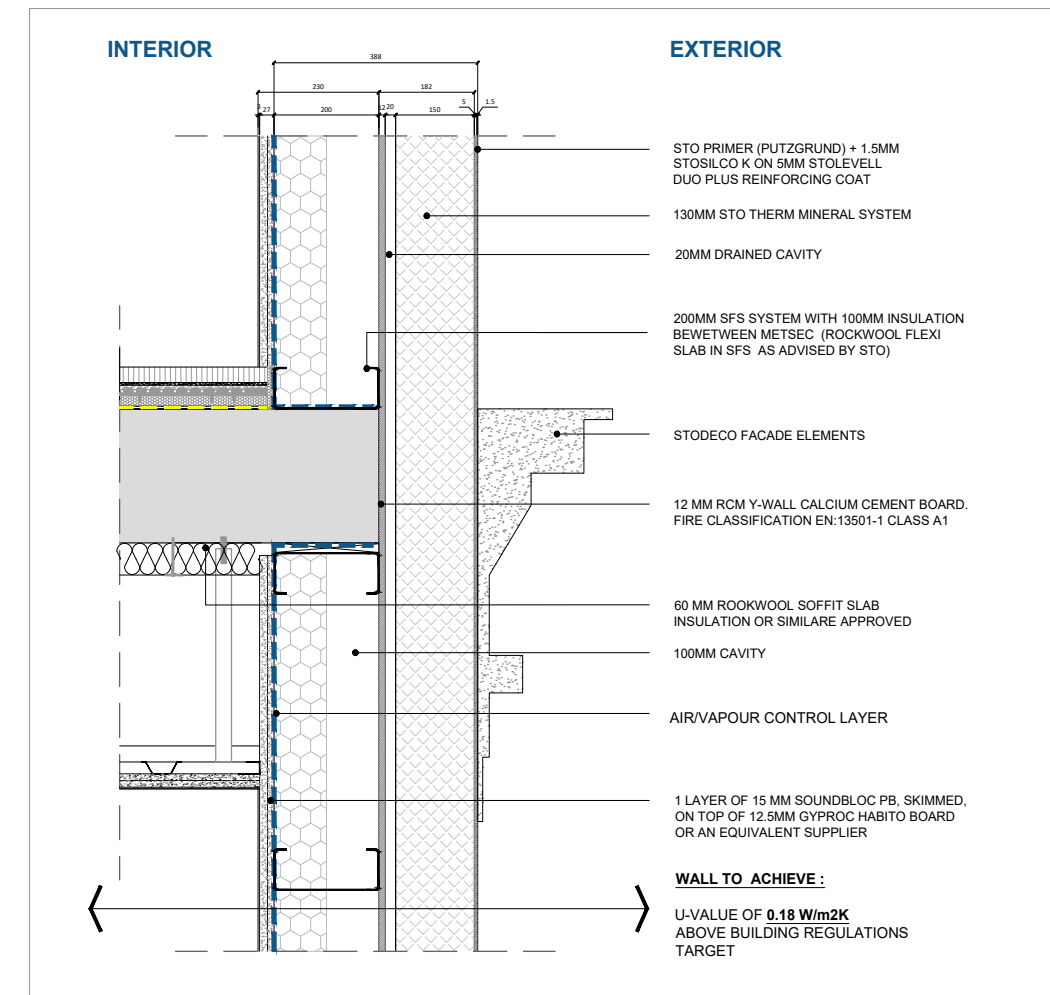 INTERIOR
EXTERIOR
388
230
182
3
27
200
12
20
150
5
1.5
STO PRIMER (PUTZGRUND) + 1.5MM
STOSILCO K ON 5MM STOLEVELL
DUO PLUS REINFORCING COAT
130MM STO THERM MINERAL SYSTEM
20MM DRAINED CAVITY
200MM SFS SYSTEM WITH 100MM INSULATION
BEWETWEEN METSEC (ROCKWOOL FLEXI
SLAB IN SFS AS ADVISED BY STO)
STODECO FACADE ELEMENTS
12 MM RCM Y-WALL CALCIUM CEMENT BOARD.
FIRE CLASSIFICATION EN:13501-1 CLASS A1
60 MM ROOKWOOL SOFFIT SLAB
INSULATION OR SIMILARE APPROVED
100MM CAVITY
AIR/VAPOUR CONTROL LAYER
1 LAYER OF 15 MM SOUNDBLOC PB, SKIMMED,
ON TOP OF 12.5MM GYPROC HABITO BOARD
OR AN EQUIVALENT SUPPLIER
WALL TO ACHIEVE :
U-VALUE OF 0.18 W/m2K
ABOVE BUILDING REGULATIONS
TARGET